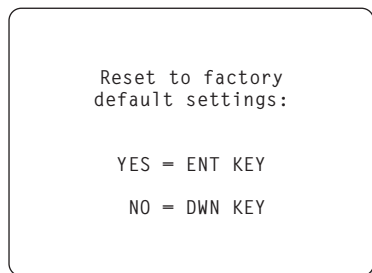 Reset to factory
default settings:
YES = ENT KEY
NO = DWN KEY